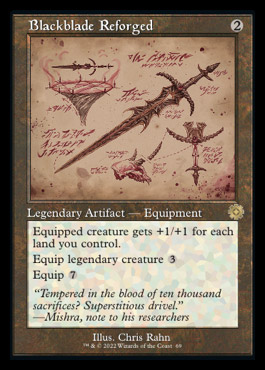 Blackblade Reforged 2
Legendary Artifact — Equipment
Equipped creature gets +1/+1 for each
land you control.
Equip legendary creature 3
Equip 7
“Tempered in the blood of ten thousand
sacrifices? Superstitious drivel.”
—Mishra, note to his researchers
Illus. Chris Rahn
™ & © 2022 Wizards of the Coast 69